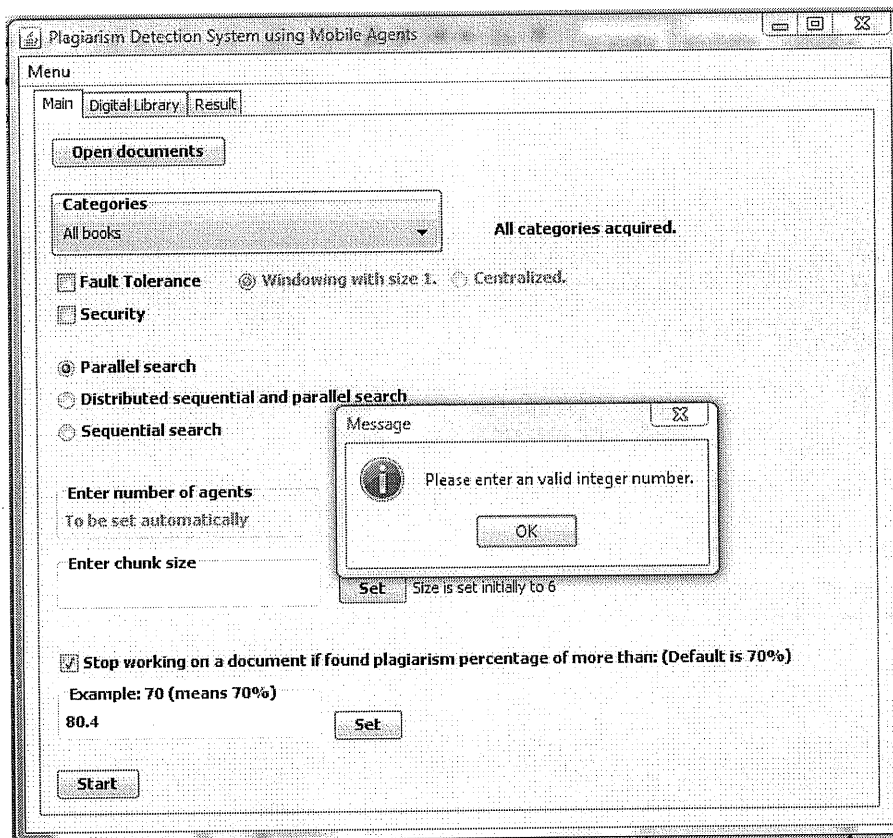 Plagiarism Detection System using Mobile Agents
Menu
Main Digital Library Result
Open documents
Categories
All books
All categories acquired.
Fault Tolerance Windowing with size 1. Centralized.
Security
Parallel search
Distributed sequential and parallel search
Sequential search
Message
Please enter an valid integer number.
OK
Enter number of agents
To be set automatically
Enter chunk size
Set Size is set initially to 6
Stop working on a document if found plagiarism percentage of more than: (Default is 70%)
Example: 70 (means 70%)
80.4
Set
Start